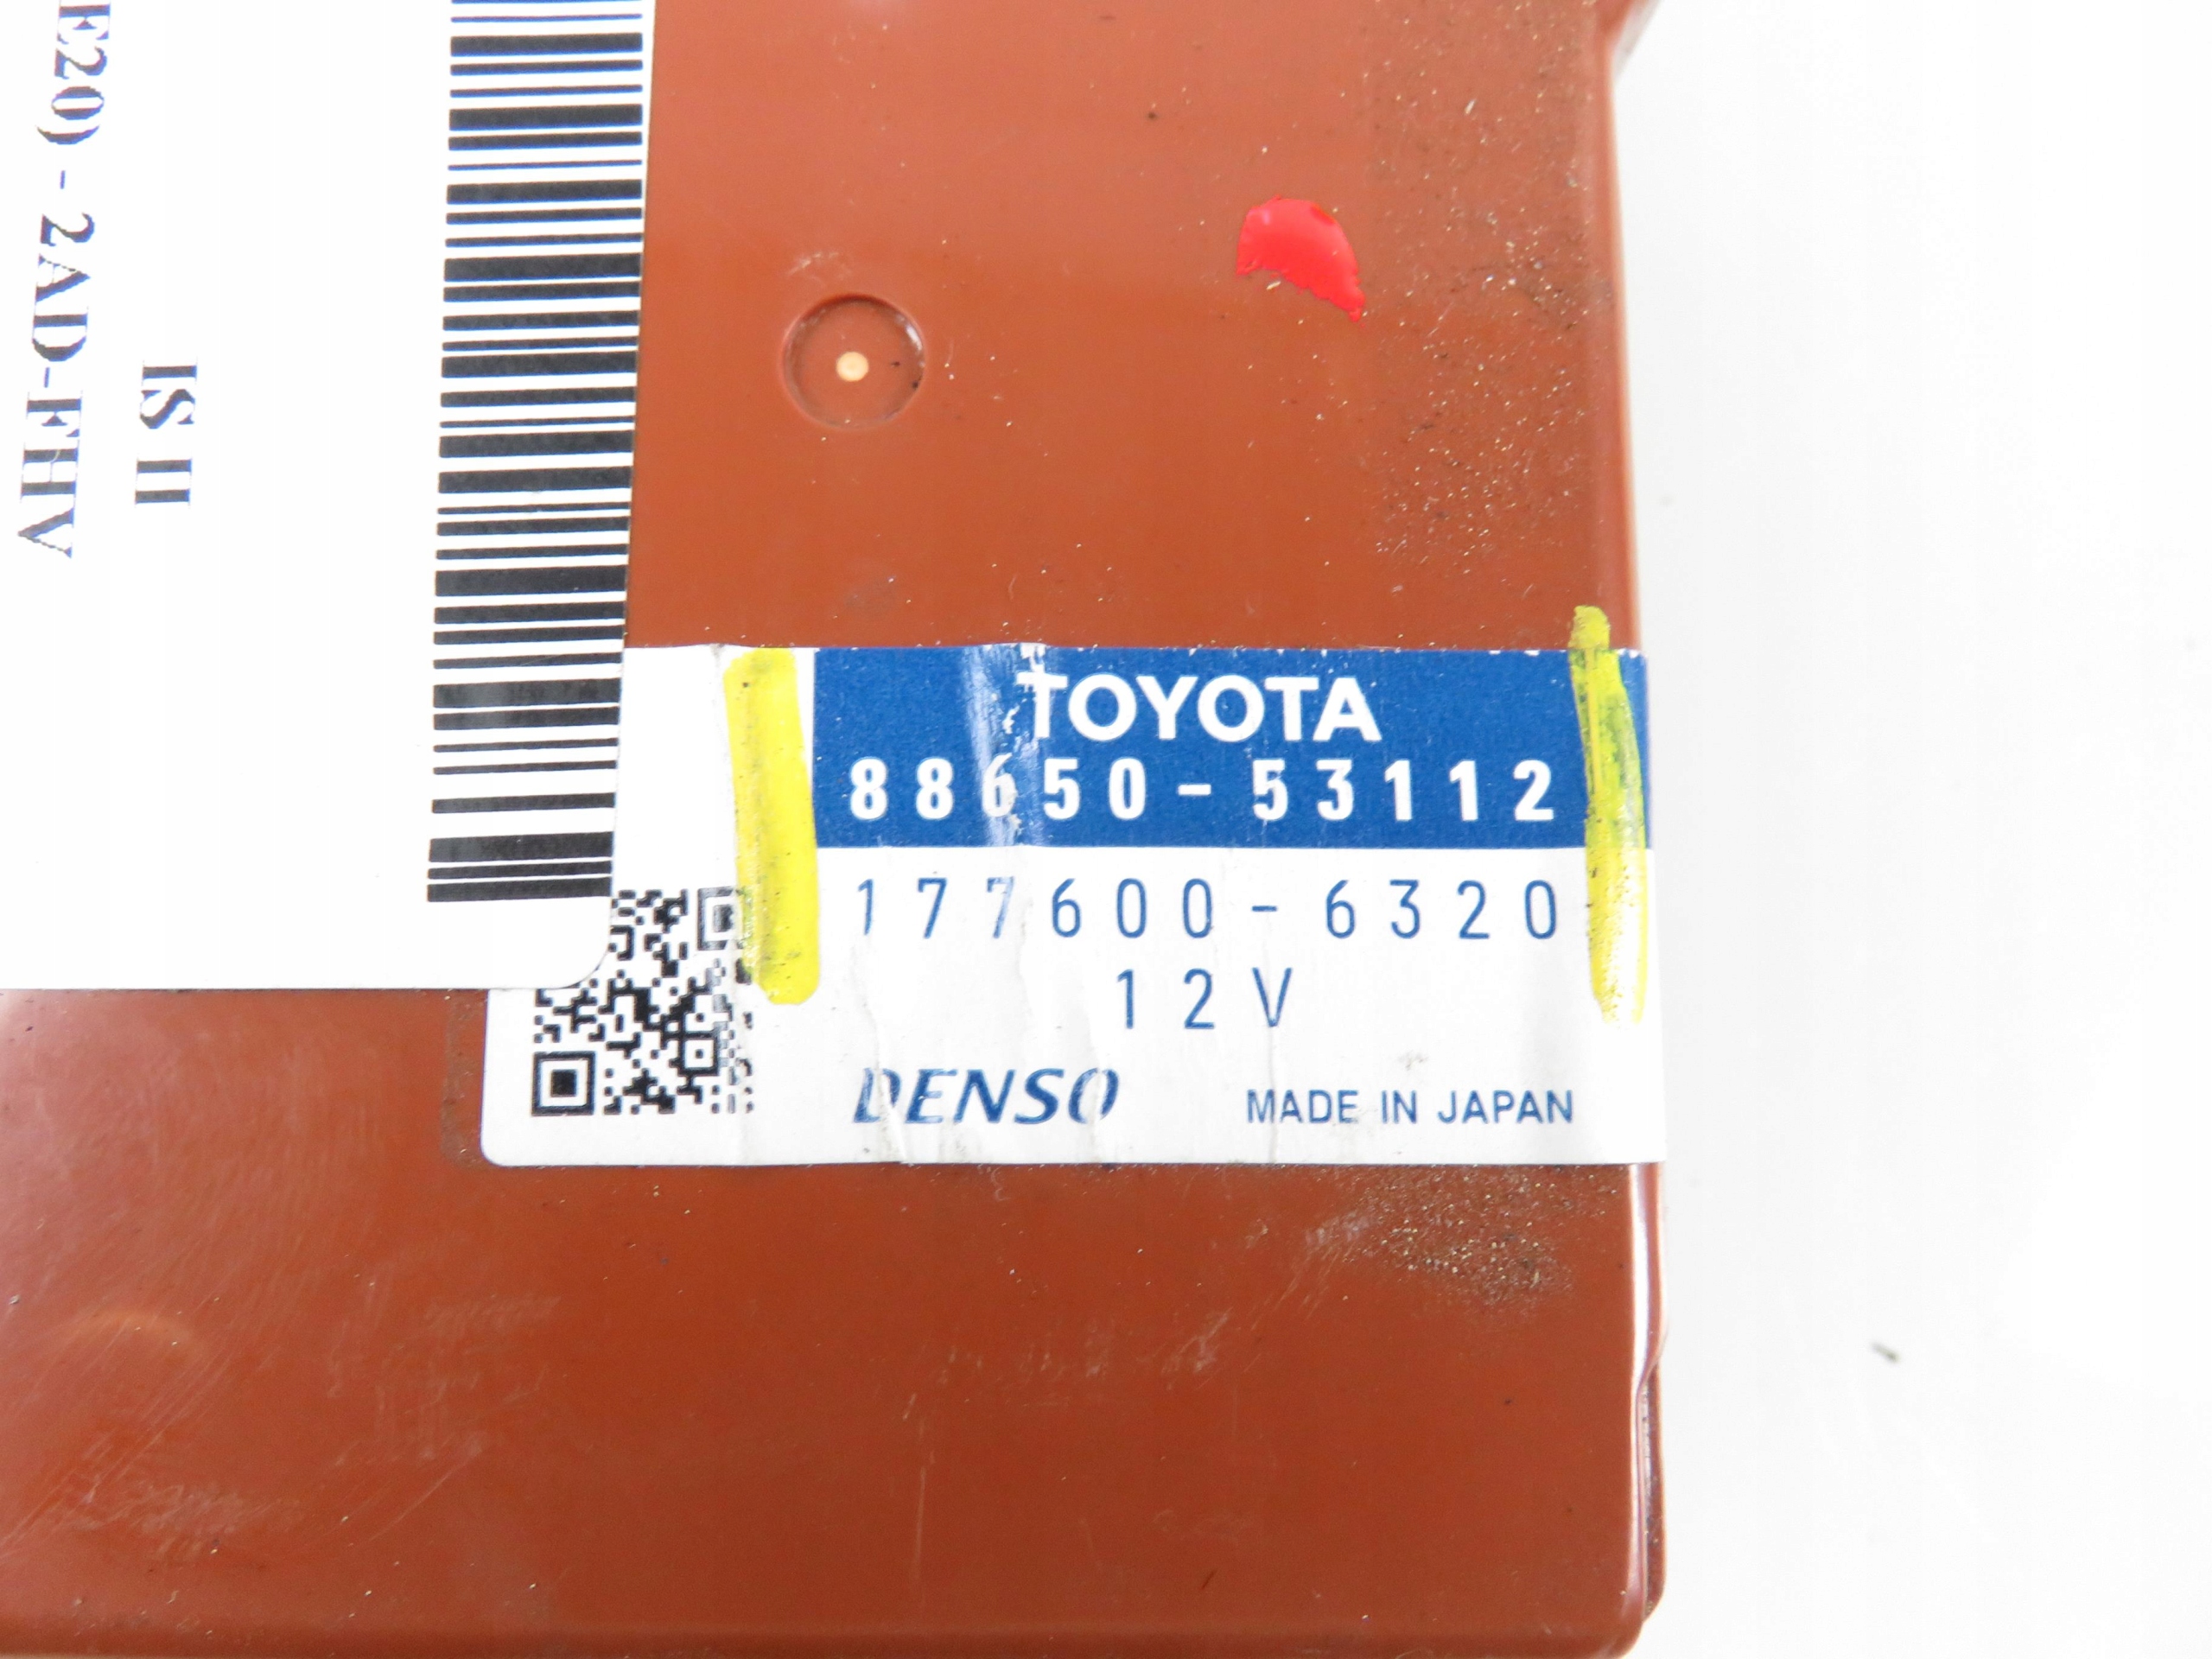 E20) - 2AD-FHV
IS II
TOYOTA
88650-53112
177600-6320
12V
DENSO MADE IN JAPAN